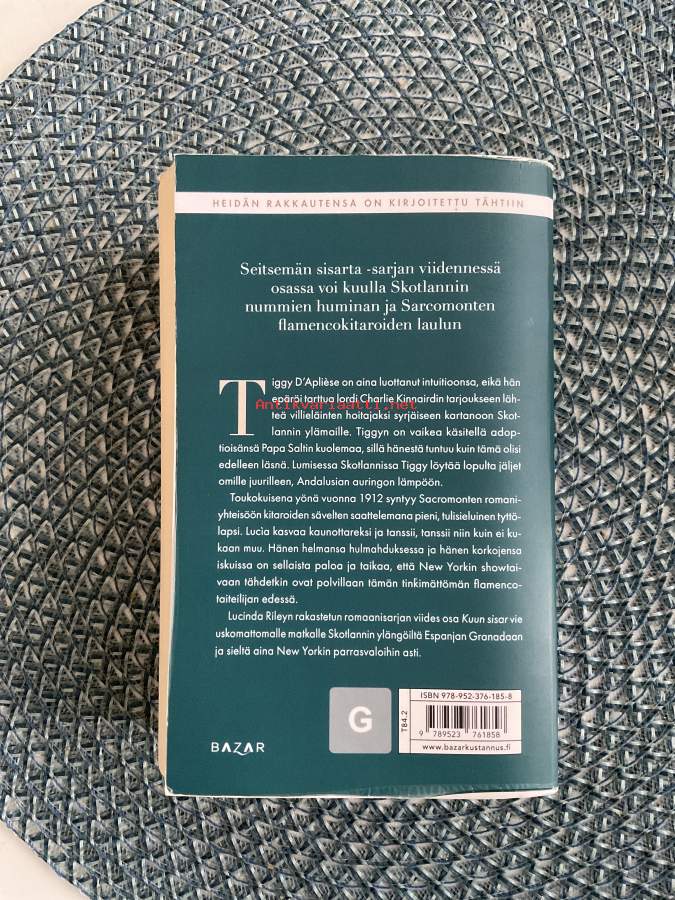 HEIDÄN RAKKAUTENSA ON KIRJOITETTU TÄHTIIN
Seitsemän sisarta -sarjan viidennessä
osassa voi kuulla Skotlannin
nummien huminan ja Sarcomonten
flamencokitaroiden laulun
Tiggy D'Aplièse on aina luottanut intuitioonsa, eikä hän
epäröi tarttua lordi Charlie Kinnairdin tarjoukseen läh-
Antikvariaatti.net
teä villieläinten hoitajaksi syrjäiseen kartanoon Skot-
lannin ylämaille. Tiggyn on vaikea käsitellä adop-
tioisänsä Papa Saltin kuolemaa, sillä hänestä tuntuu kuin tämä olisi
edelleen läsnä. Lumisessa Skotlannissa Tiggy löytää lopulta jäljet
omille juurilleen, Andalusian auringon lämpöön.
Toukokuisena yönä vuonna 1912 syntyy Sacromonten romani-
yhteisöön kitaroiden sävelten saattelemana pieni, tulisieluinen tyttö-
lapsi. Lucía kasvaa kaunottareksi ja tanssii, tanssii niin kuin ei ku-
kaan muu. Hänen helmansa hulmahduksessa ja hänen korkojensa
iskuissa on sellaista paloa ja taikaa, että New Yorkin showtai-
vaan tähdetkin ovat polvillaan tämän tinkimättömän flamenco-
taiteilijan edessä.
Lucinda Rileyn rakastetun romaanisarjan viides osa Kuun sisar vie
uskomattomalle matkalle Skotlannin ylängöiltä Espanjan Granadaan
ja sieltä aina New Yorkin parrasvaloihin asti.
BAZAR
G
T84.2
ISBN 978-952-376-185-8
9 789523 761858
www.bazarkustannus.fi